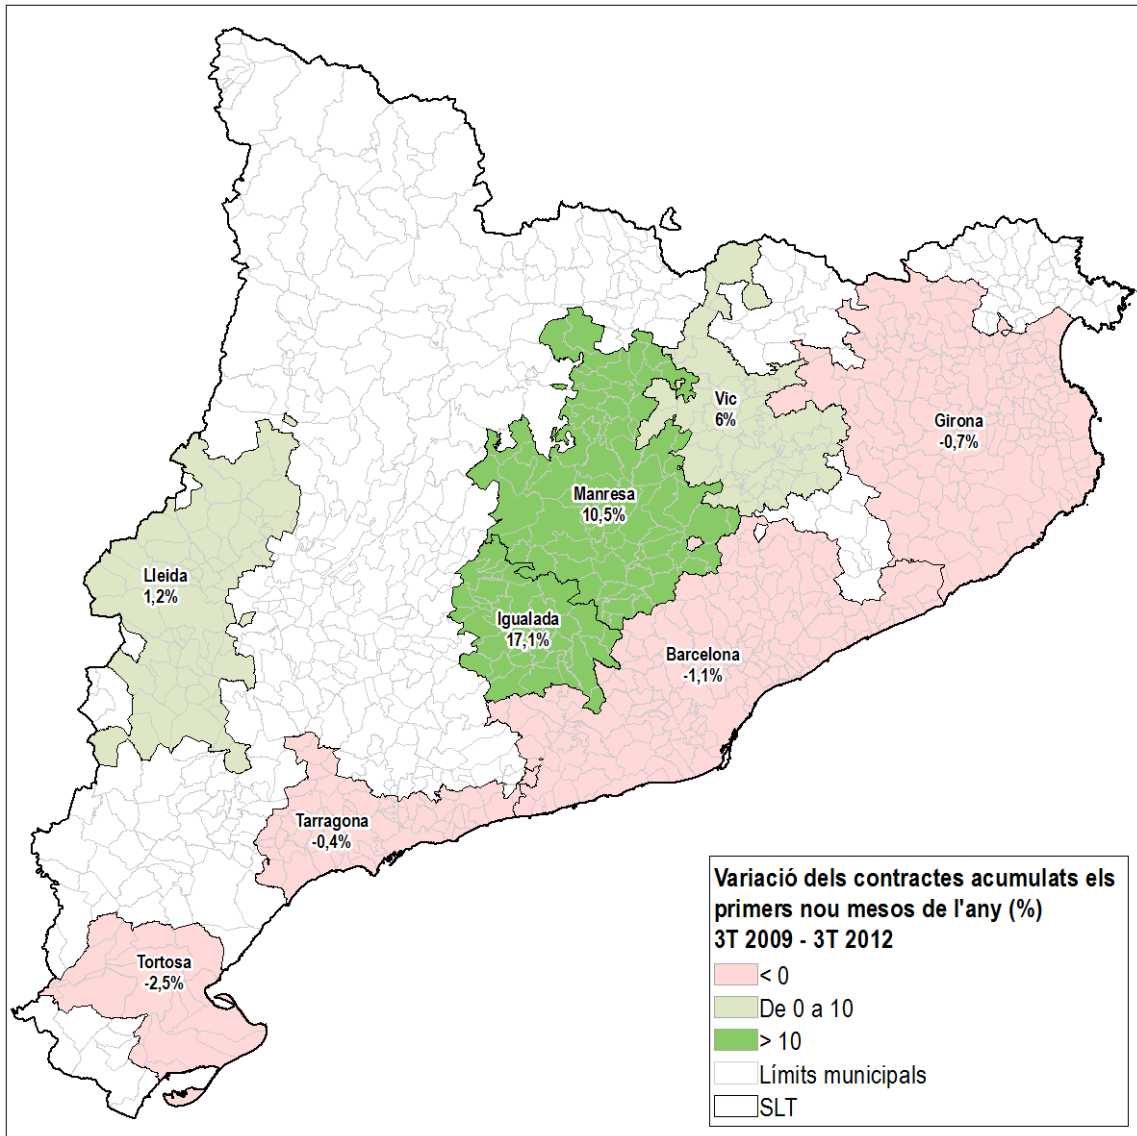 Vic
6%
Girona
-0,7%
Manresa
10,5%
Lleida
1,2%
Igualada
17,1%
Barcelona
-1,1%
Tarragona
-0,4%
Tortosa
-2,5%
Variació dels contractes acumulats els
primers nou mesos de l'any (%)
3T 2009 - 3T 2012
< 0
De 0 a 10
> 10
Límits municipals
SLT